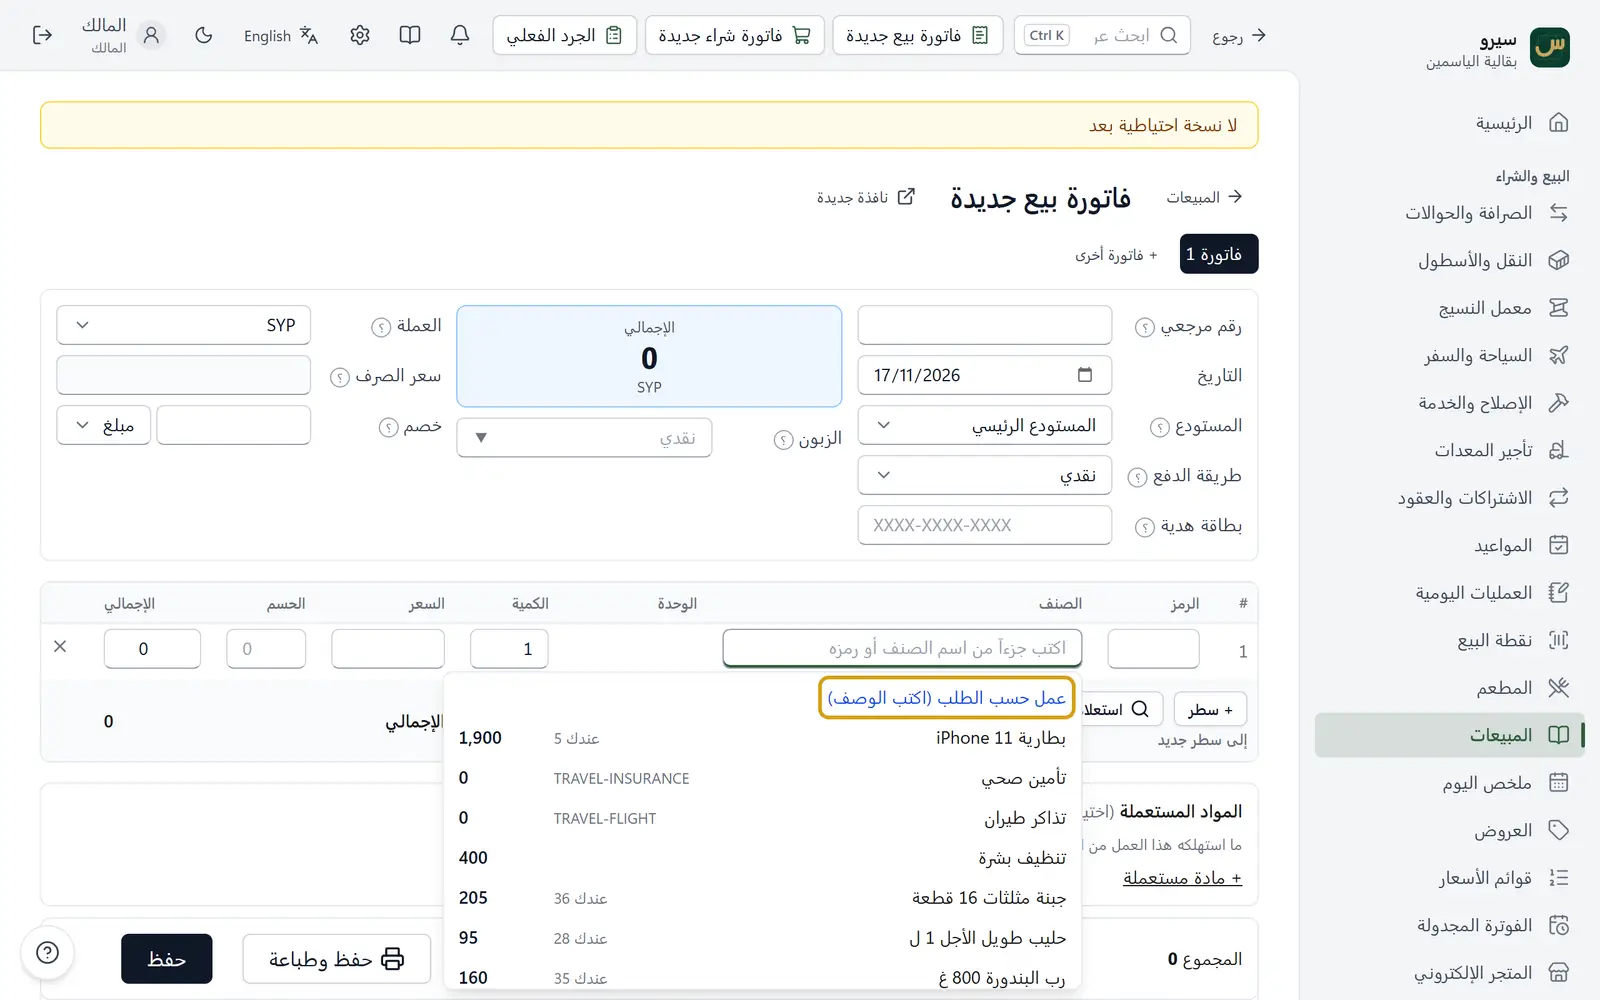 سيرو
بقالية الياسمين
رجوع
ابحث عر
Ctrl K
فاتورة بيع جديدة
فاتورة شراء جديدة
الجرد الفعلي
English
المالك
المالك
الرئيسية
البيع والشراء
الصرافة والحوالات
النقل والأسطول
معمل النسيج
السياحة والسفر
الإصلاح والخدمة
تأجير المعدات
الاشتراكات والعقود
المواعيد
العمليات اليومية
نقطة البيع
المطعم
المبيعات
ملخص اليوم
العروض
قوائم الأسعار
الفوترة المجدولة
المتجر الإلكتروني
لا نسخة احتياطية بعد
المبيعات
فاتورة بيع جديدة
نافذة جديدة
فاتورة 1
+ فاتورة أخرى
رقم مرجعي ؟
التاريخ
17/11/2026
المستودع ؟
المستودع الرئيسي
طريقة الدفع ؟
نقدي
بطاقة هدية ؟
XXXX-XXXX-XXXX
الإجمالي
0
SYP
الزبون ؟
نقدي
العملة ؟
SYP
سعر الصرف ؟
خصم ؟
مبلغ
# الرمز الصنف الوحدة الكمية السعر الحسم الإجمالي
1
اكتب جزءاً من اسم الصنف أو رمزه
1
0
0
+ سطر
استعلا
إلى سطر جديد
الإجمالي
0
عمل حسب الطلب (اكتب الوصف)
بطارية iPhone 11 عندك 5 1,900
تأمين صحي TRAVEL-INSURANCE 0
تذاكر طيران TRAVEL-FLIGHT 0
تنظيف بشرة 400
جبنة مثلثات 16 قطعة عندك 36 205
حليب طويل الأجل 1 ل عندك 28 95
رب البندورة 800 غ عندك 35 160
المواد المستعملة (اختيا
ما استهلكه هذا العمل من ا
+ مادة مستعملة
المجموع 0
حفظ وطباعة
حفظ